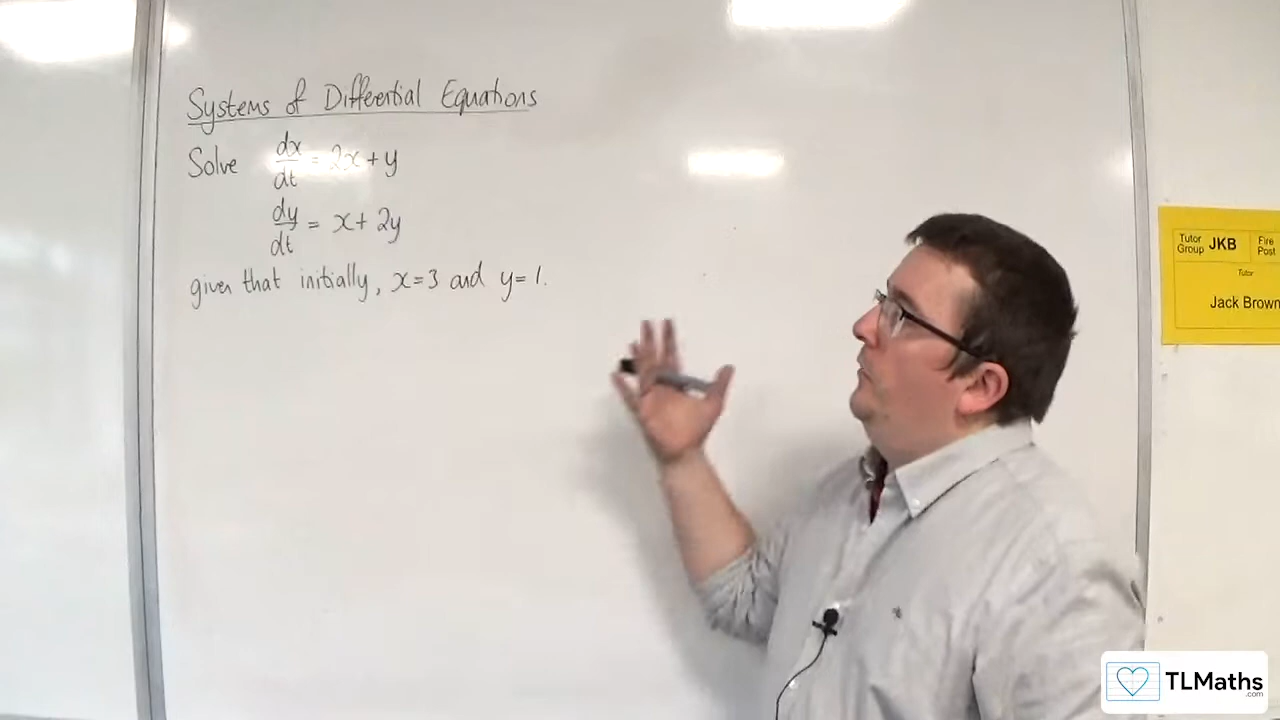 Systems of Differential Equations
Solve dx/dt = 2x + y
dy/dt = x + 2y
given that initially, x=3 and y=1.
Tutor Group JKB
Fire Post
Tutor
Jack Brown
TLMaths
.com